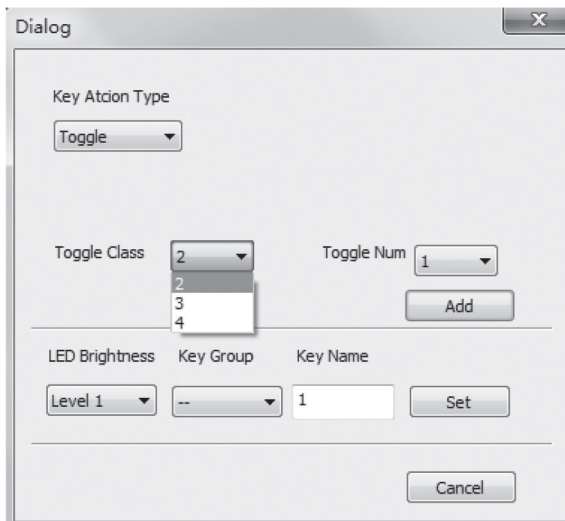 Dialog
x
Key Atcion Type
Toggle
Toggle Class 2 Toggle Num 1
2
3
4
Add
LED Brightness Key Group Key Name
Level 1 -- 1 Set
Cancel